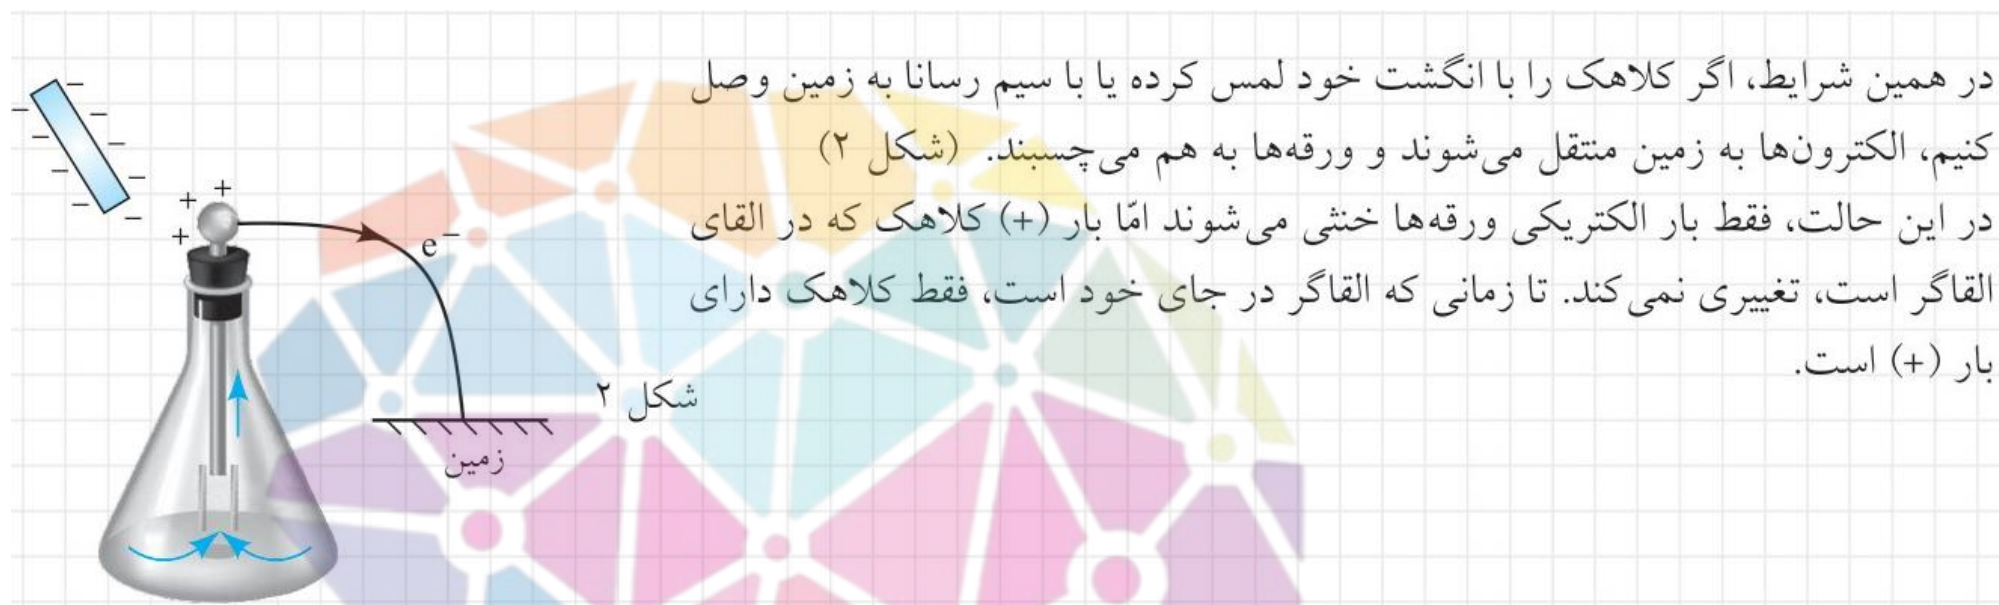 در همین شرایط، اگر کلاهک را با انگشت خود لمس کرده یا با سیم رسانا به زمین وصل
کنیم، الکترون‌ها به زمین منتقل می‌شوند و ورقه‌ها به هم می‌چسبند. (شکل ۲)
در این حالت، فقط بار الکتریکی ورقه‌ها خنثی می‌شوند امّا بار (+) کلاهک که در القای
القاگر است، تغییری نمی‌کند. تا زمانی که القاگر در جای خود است، فقط کلاهک دارای
بار (+) است.
e⁻
شکل ۲
زمین